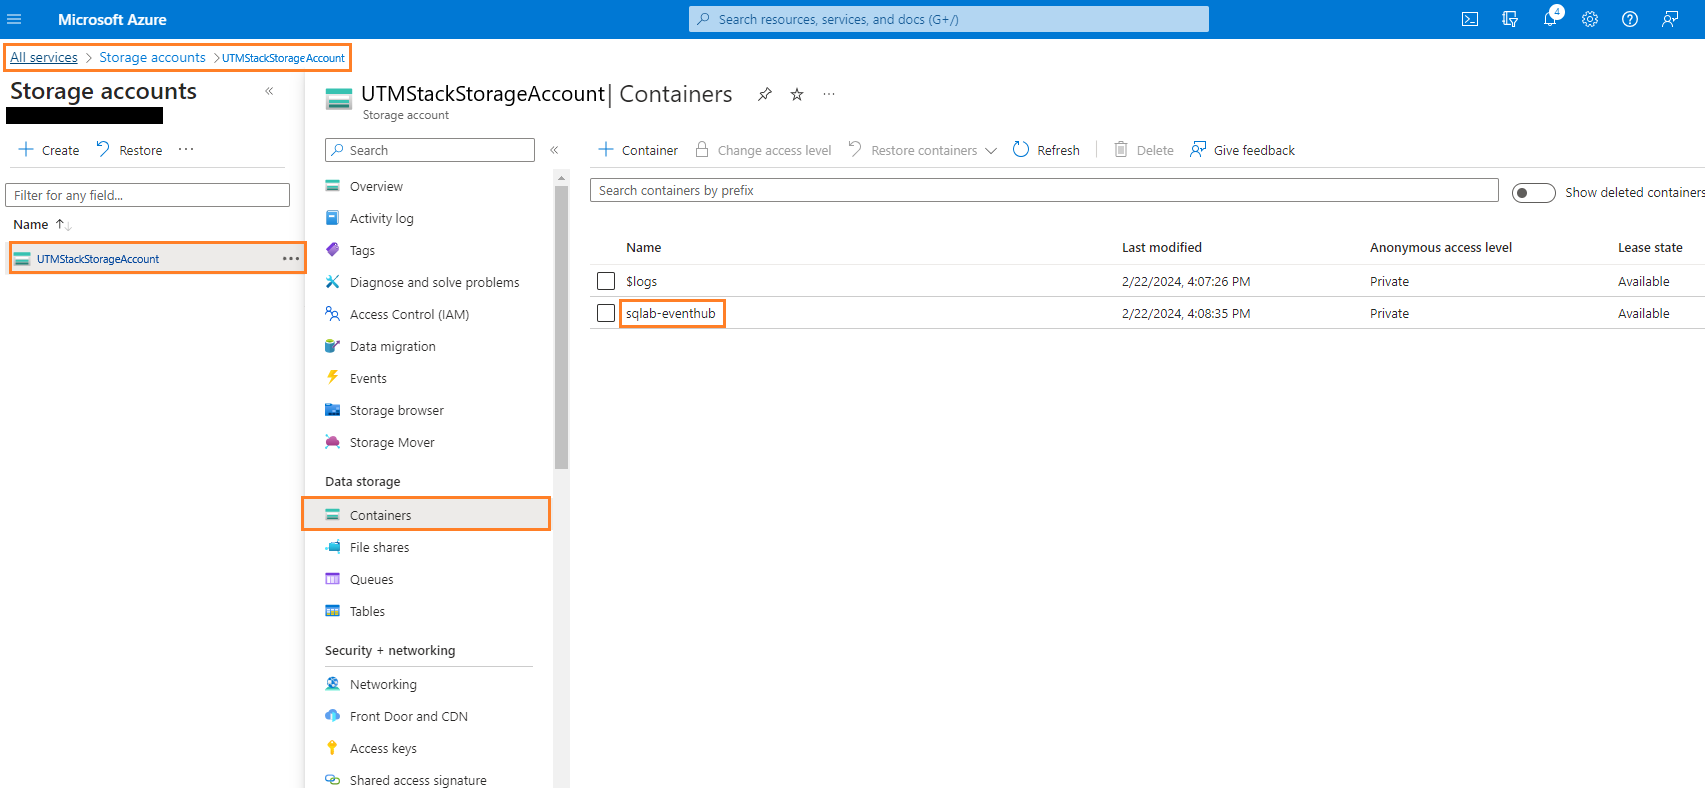 Microsoft Azure
Search resources, services, and docs (G+/)
4
All services > Storage accounts > UTMStackStorageAccount
Storage accounts
UTMStackStorageAccount | Containers
Storage account
+ Create Restore ...
Search
+ Container Change access level Restore containers Refresh Delete Give feedback
Filter for any field...
Search containers by prefix
Show deleted containers
Name
UTMStackStorageAccount ...
Overview
Activity log
Tags
Diagnose and solve problems
Access Control (IAM)
Data migration
Events
Storage browser
Storage Mover
Data storage
Containers
File shares
Queues
Tables
Security + networking
Networking
Front Door and CDN
Access keys
Shared access signature
Name Last modified Anonymous access level Lease state
$logs 2/22/2024, 4:07:26 PM Private Available
sqlab-eventhub 2/22/2024, 4:08:35 PM Private Available